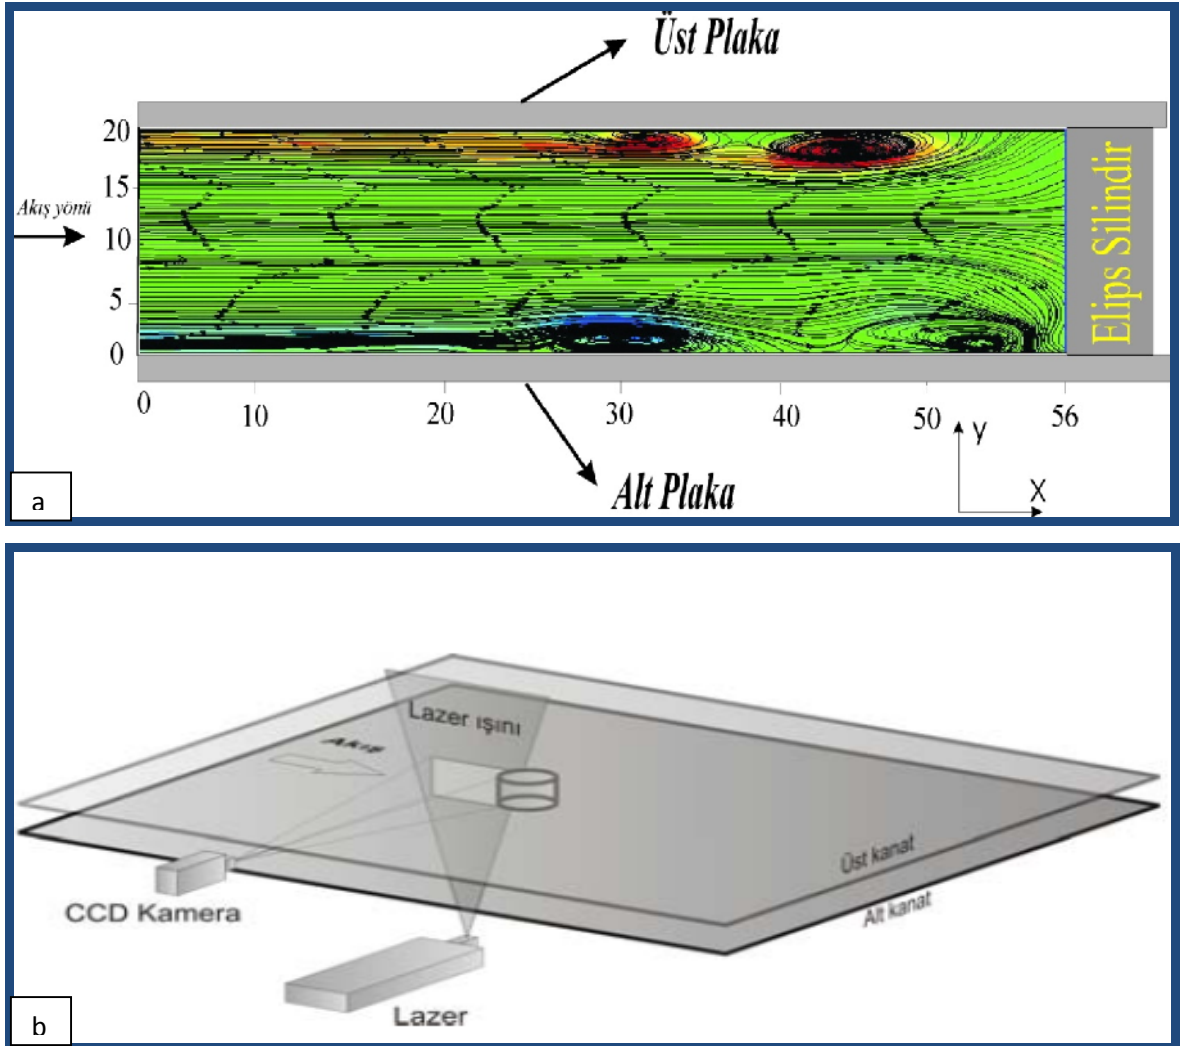 Üst Plaka
20
15
Akış yönü
10
5
0
Elips Silindir
0
10
20
30
40
50
56
y
X
Alt Plaka
a
Lazer ışını
Akış
Üst kanat
Alt kanat
CCD Kamera
Lazer
b